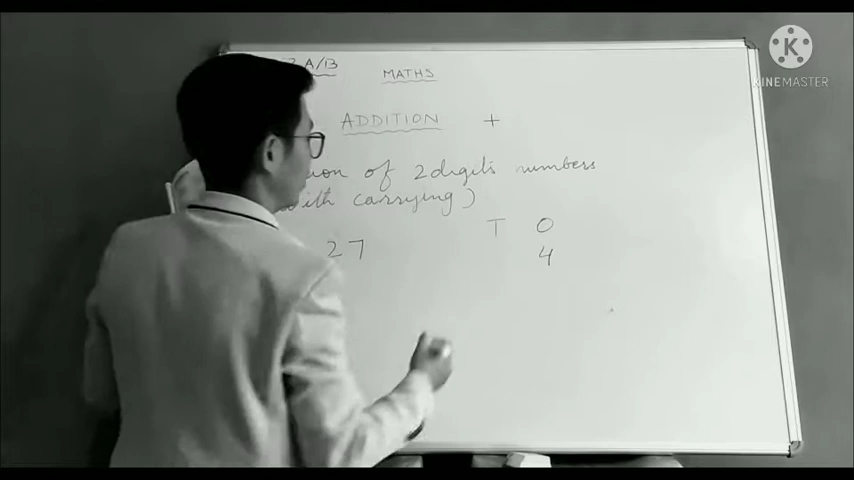 A/B
MATHS
ADDITION +
of 2 digits numbers
with carrying)
T O
27 4
K
KINEMASTER